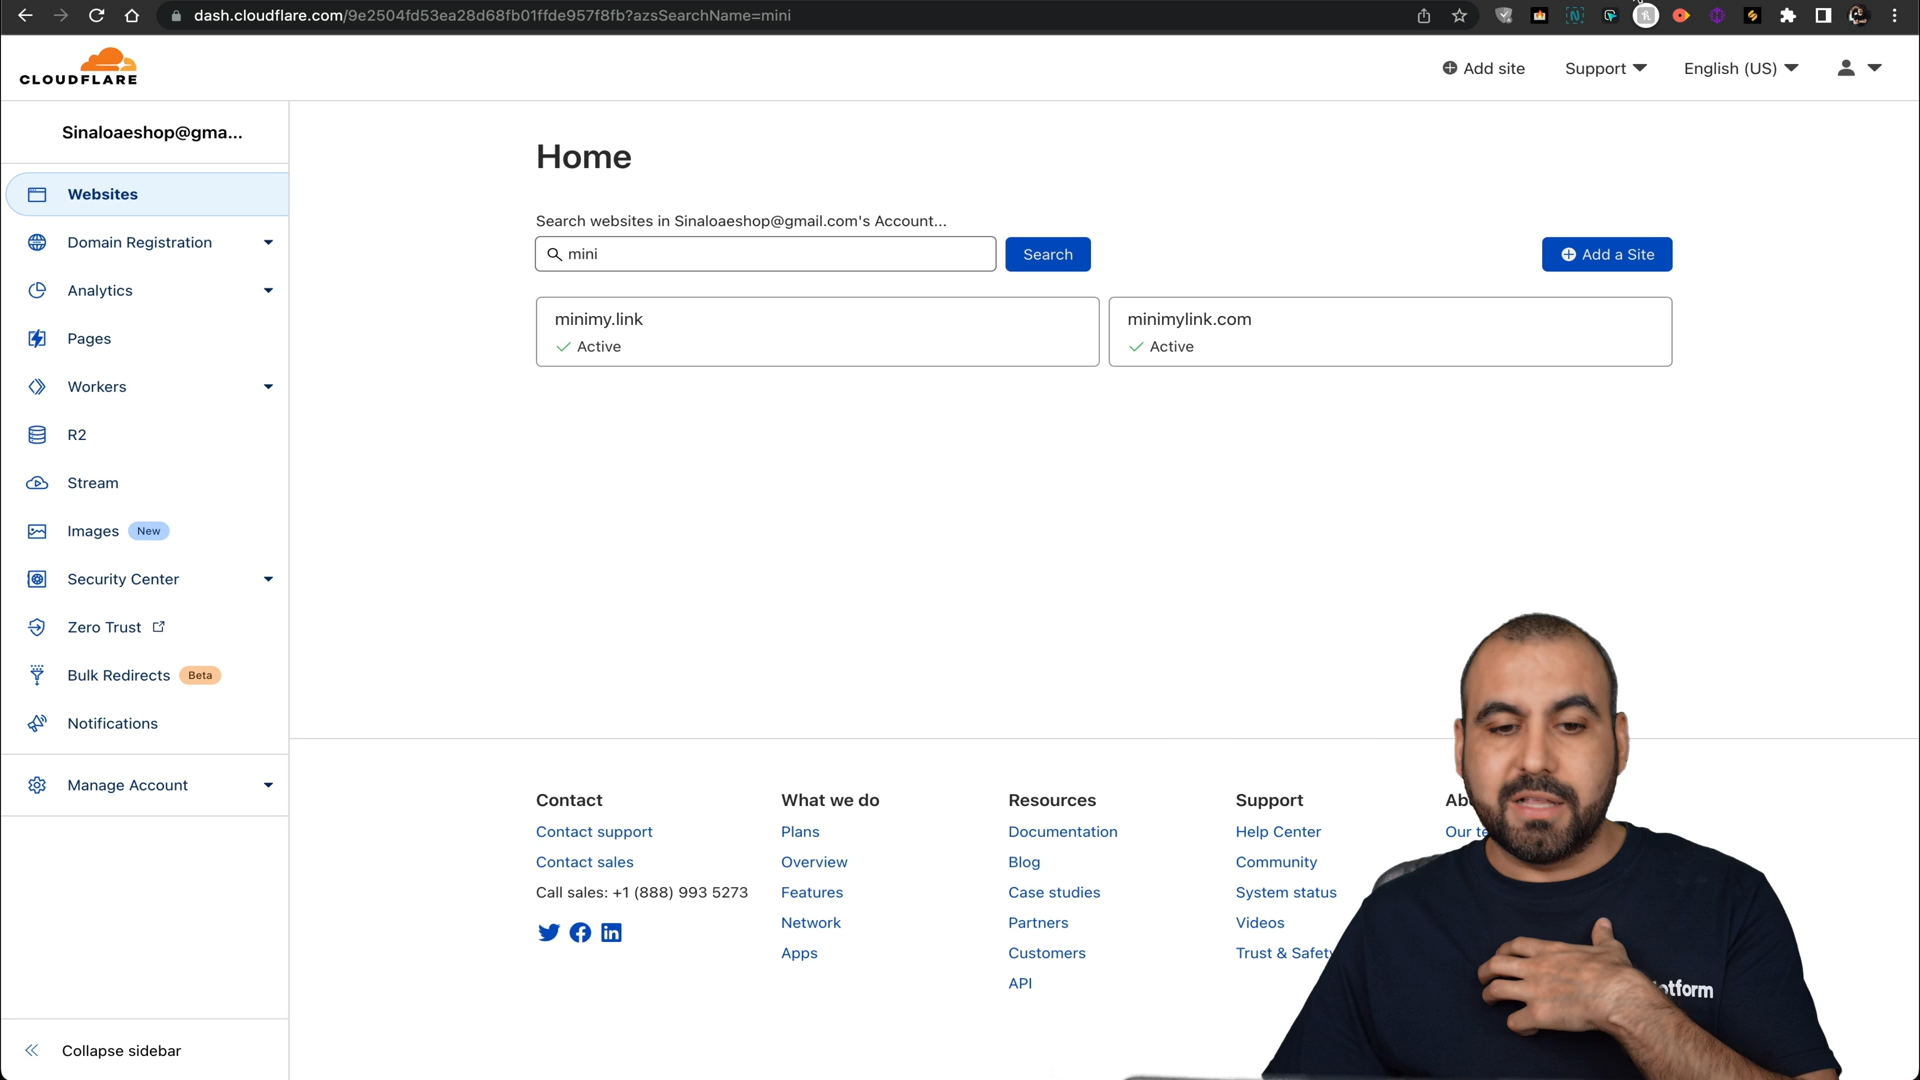 dash.cloudflare.com/9e2504fd53ea28d68fb01ffde957f8fb?azsSearchName=mini
CLOUDFLARE
Add site
Support
English (US)
Sinaloaeshop@gma...
Websites
Domain Registration
Analytics
Pages
Workers
R2
Stream
Images New
Security Center
Zero Trust
Bulk Redirects Beta
Notifications
Manage Account
Collapse sidebar
Home
Search websites in Sinaloaeshop@gmail.com's Account...
mini
Search
Add a Site
minimy.link
Active
minimylink.com
Active
Contact
Contact support
Contact sales
Call sales: +1 (888) 993 5273
What we do
Plans
Overview
Features
Network
Apps
Resources
Documentation
Blog
Case studies
Partners
Customers
API
Support
Help Center
Community
System status
Videos
Trust & Safety
Our